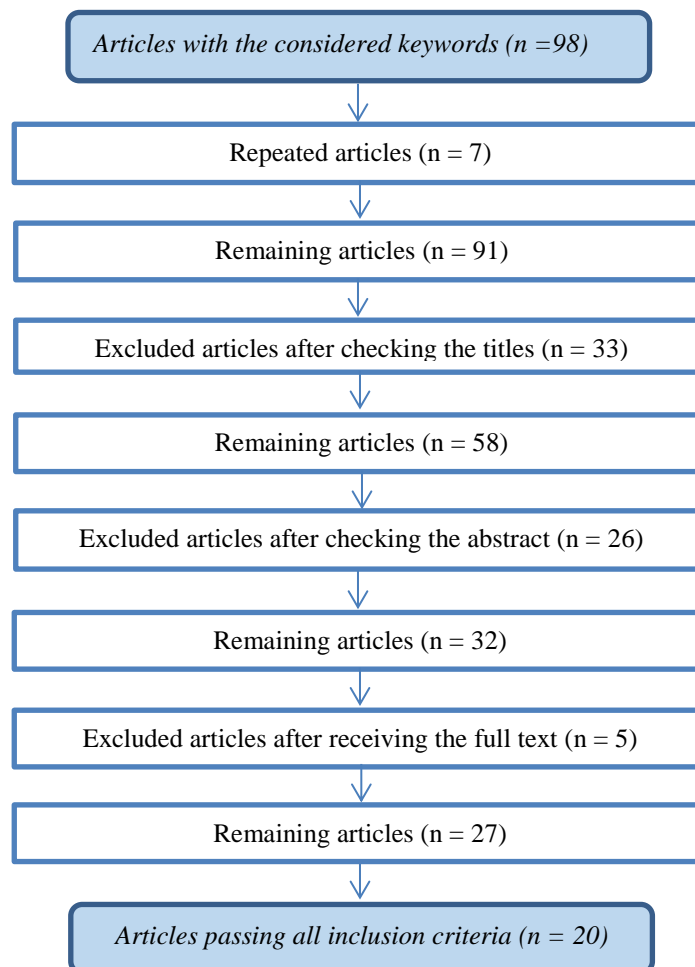 Articles with the considered keywords (n =98)
Repeated articles (n = 7)
Remaining articles (n = 91)
Excluded articles after checking the titles (n = 33)
Remaining articles (n = 58)
Excluded articles after checking the abstract (n = 26)
Remaining articles (n = 32)
Excluded articles after receiving the full text (n = 5)
Remaining articles (n = 27)
Articles passing all inclusion criteria (n = 20)